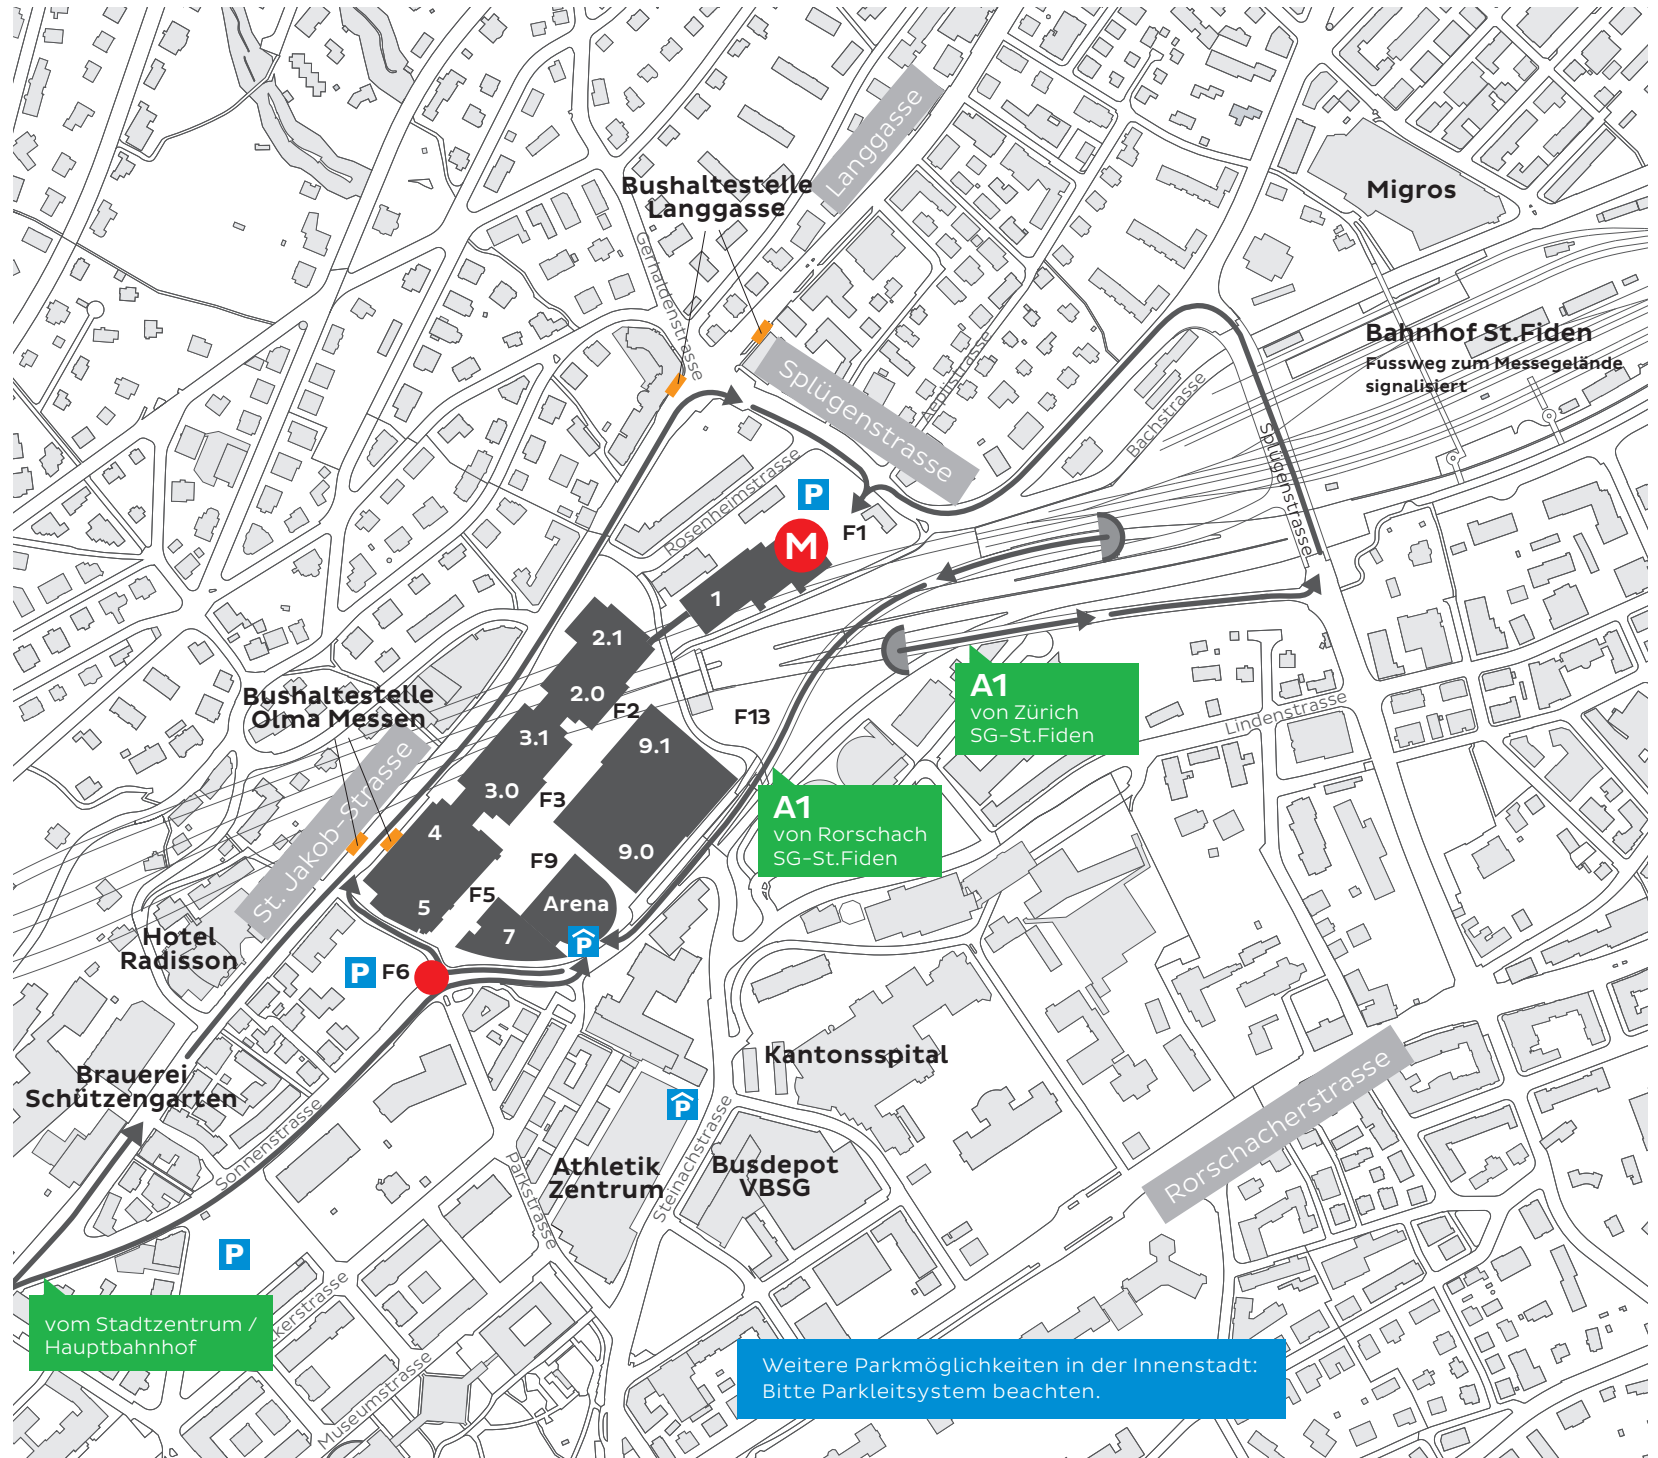 Langgasse
Bushaltestelle
Langgasse
Migros
Gerhaldenstrasse
Bahnhof St.Fiden
Fussweg zum Messegelände
signalisiert
Splügenstrasse
Aeplistrasse
Bachstrasse
Splügenstrasse
Rosenheimstrasse
P
M
F1
1
2.1
2.0
F2
Bushaltestelle
Olma Messen
3.1
9.1
F13
A1
von Zürich
SG-St.Fiden
Lindenstrasse
St. Jakob-Strasse
3.0
F3
4
9.0
A1
von Rorschach
SG-St.Fiden
F9
F5
5
Arena
7
P
Hotel
Radisson
P
F6
Kantonsspital
Brauerei
Schützengarten
P
Rorschacherstrasse
Sonnenstrasse
Parkstrasse
Athletik
Zentrum
Steinachstrasse
Busdepot
VBSG
P
vom Stadtzentrum /
Hauptbahnhof
Museumstrasse
Weitere Parkmöglichkeiten in der Innenstadt:
Bitte Parkleitsystem beachten.